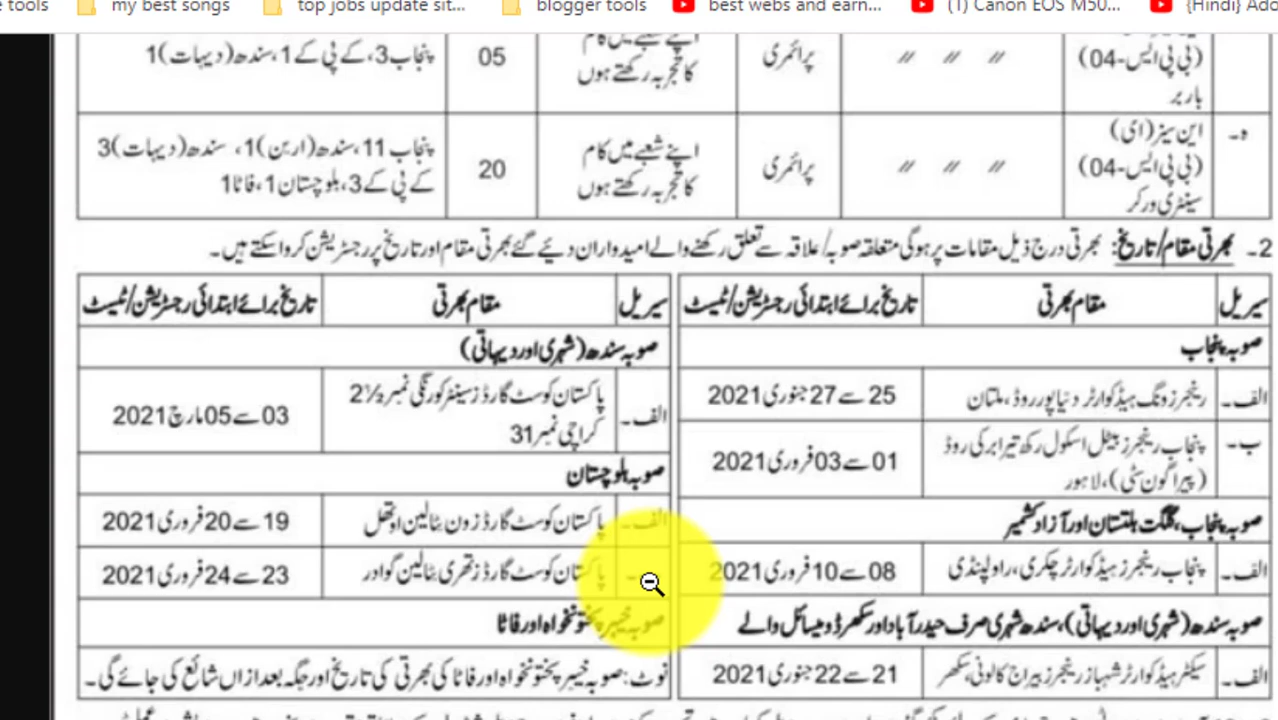 e tools my best songs top jobs update sit... blogger tools best webs and earn... (1) Canon EOS M50... {Hindi} Ado
(بی پی ایس-04) // // // پرائمری اپنے شعبے میں کام 05 پنجاب 3، کے پی کے 1، سندھ (دیہات) 1
باربر کا تجربہ رکھتے ہوں
ہ۔ این سیز (ای) // // // پرائمری اپنے شعبے میں کام 20 پنجاب 11، سندھ (اربن) 1، سندھ (دیہات) 3
(بی پی ایس-04) کا تجربہ رکھتے ہوں کے پی کے 3، بلوچستان 1، فاٹا 1
سینٹری ورکر
2۔ بھرتی مقام/تاریخ: بھرتی درج ذیل مقامات پر ہوگی متعلقہ صوبہ/علاقہ سے تعلق رکھنے والے امیدواران دیئے گئے بھرتی مقام اور تاریخ پر رجسٹریشن کرواسکتے ہیں۔
سیریل مقام بھرتی تاریخ برائے ابتدائی رجسٹریشن/ٹیسٹ
صوبہ پنجاب
الف۔ رینجرز ونگ ہیڈکوارٹر دنیاپور روڈ، ملتان 25 سے 27 جنوری 2021
ب۔ پنجاب رینجرز بیٹل اسکول رکھ تیرا برکی روڈ 01 سے 03 فروری 2021
(پیراگون سٹی)، لاہور
صوبہ پنجاب، گلگت بلتستان اور آزاد کشمیر
الف۔ پنجاب رینجرز ہیڈکوارٹر چکری، راولپنڈی 08 سے 10 فروری 2021
صوبہ سندھ (شہری اور دیہاتی)، سندھ شہری صرف حیدرآباد اور سکھر ڈومیسائل والے
الف۔ سیکٹر ہیڈکوارٹر شہباز رینجرز بیراج کالونی، سکھر 21 سے 22 جنوری 2021
سیریل مقام بھرتی تاریخ برائے ابتدائی رجسٹریشن/ٹیسٹ
صوبہ سندھ (شہری اور دیہاتی)
الف۔ پاکستان کوسٹ گارڈز سینٹر کورنگی نمبر 2½ 03 سے 05 مارچ 2021
کراچی نمبر 31
صوبہ بلوچستان
الف۔ پاکستان کوسٹ گارڈز ون بٹالین اوتھل 19 سے 20 فروری 2021
پاکستان کوسٹ گارڈز تھری بٹالین گوادر 23 سے 24 فروری 2021
صوبہ خیبر پختونخواہ اور فاٹا
نوٹ: صوبہ خیبر پختونخواہ اور فاٹا کی بھرتی کی تاریخ اور جگہ بعد ازاں شائع کی جائے گی۔